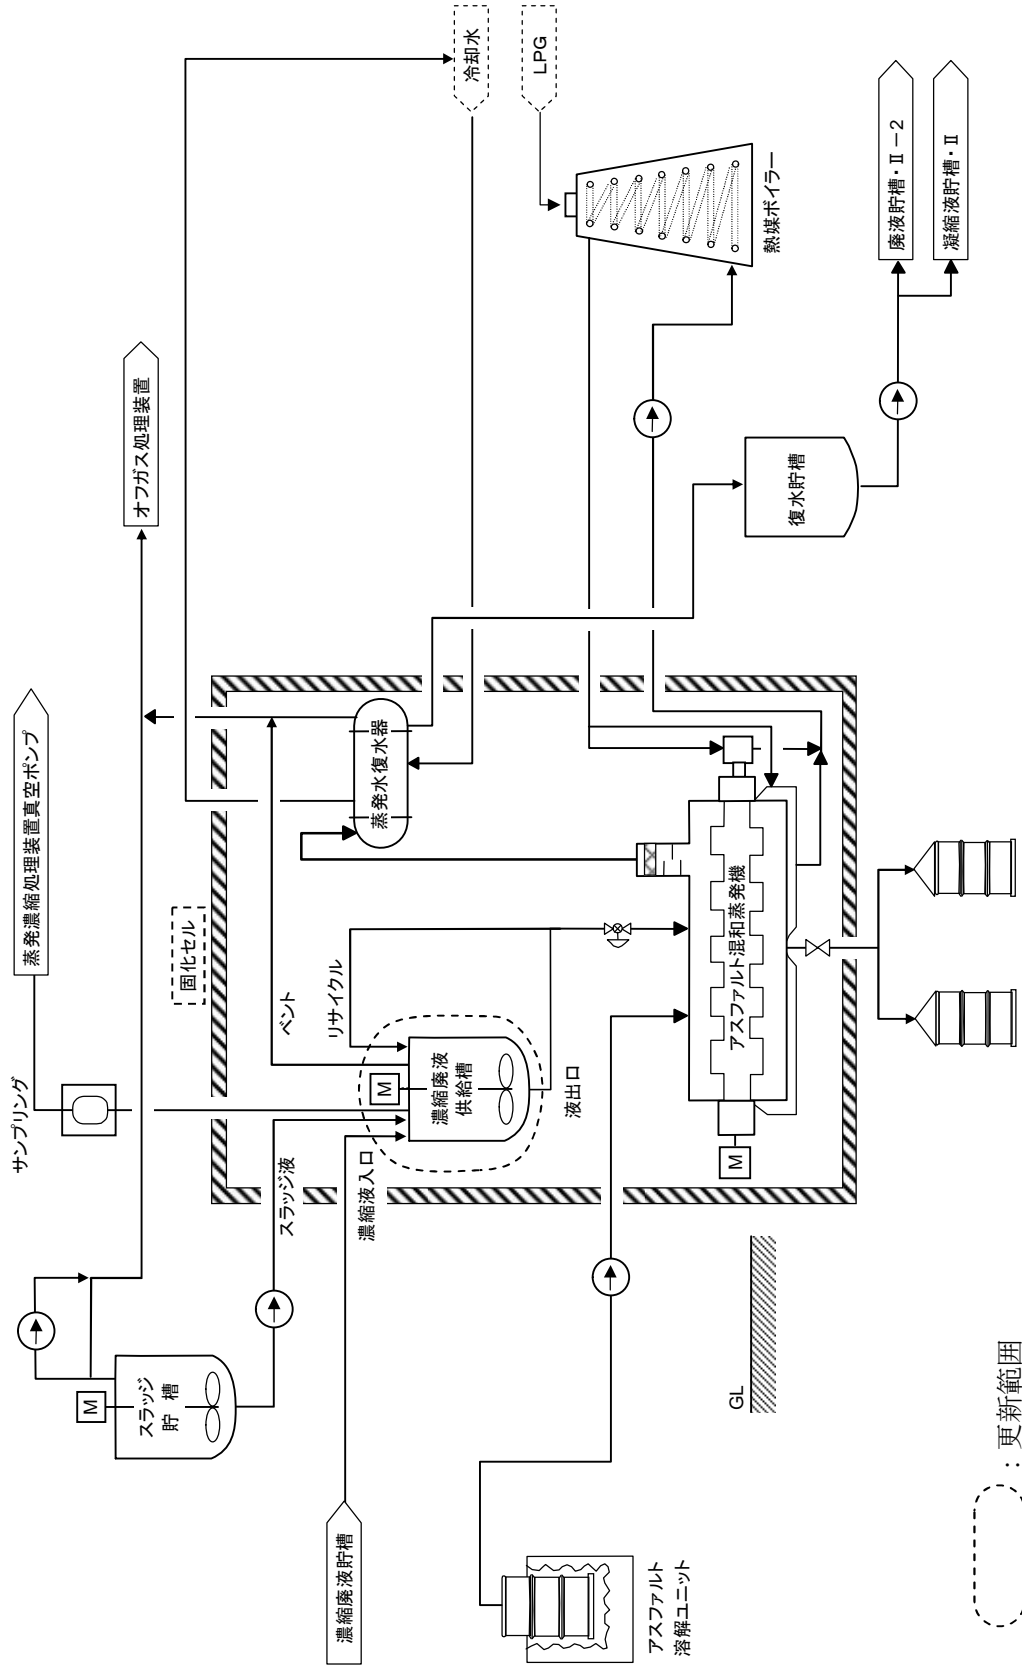 サンプリング
蒸発濃縮処理装置真空ポンプ
オフガス処理装置
冷却水
LPG
M
スラッジ
貯 槽
固化セル
スラッジ液
ベント
リサイクル
濃縮液入口
M
濃縮廃液
供給槽
液出口
蒸発水復水器
熱媒ボイラー
濃縮廃液貯槽
アスファルト
溶解ユニット
GL
M
アスファルト混和蒸発機
復水貯槽
廃液貯槽・Ⅱ－2
凝縮液貯槽・Ⅱ
：更新範囲